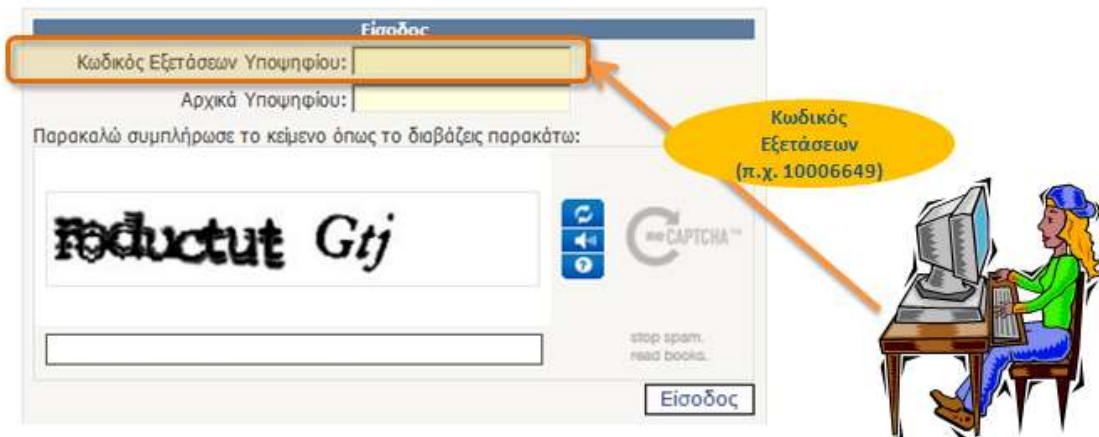 Είσοδος
Κωδικός Εξετάσεων Υποψηφίου:
Αρχικά Υποψηφίου:
Παρακαλώ συμπλήρωσε το κείμενο όπως το διαβάζεις παρακάτω:
Κωδικός
Εξετάσεων
(π.χ. 10006649)
roductut Gtj
reCAPTCHA™
stop spam.
read books.
Είσοδος